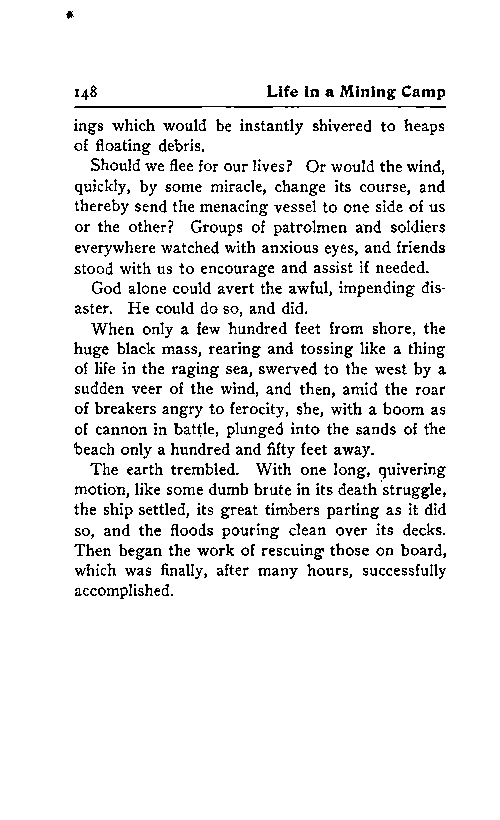 148 Life in a Mining Camp
ings which would be instantly shivered to heaps
of floating debris.
Should we flee for our lives? Or would the wind,
quickly, by some miracle, change its course, and
thereby send the menacing vessel to one side of us
or the other? Groups of patrolmen and soldiers
everywhere watched with anxious eyes, and friends
stood with us to encourage and assist if needed.
God alone could avert the awful, impending dis-
aster. He could do so, and did.
When only a few hundred feet from shore, the
huge black mass, rearing and tossing like a thing
of life in the raging sea, swerved to the west by a
sudden veer of the wind, and then, amid the roar
of breakers angry to ferocity, she, with a boom as
of cannon in battle, plunged into the sands of the
beach only a hundred and fifty feet away.
The earth trembled. With one long, quivering
motion, like some dumb brute in its death struggle,
the ship settled, its great timbers parting as it did
so, and the floods pouring clean over its decks.
Then began the work of rescuing those on board,
which was finally, after many hours, successfully
accomplished.